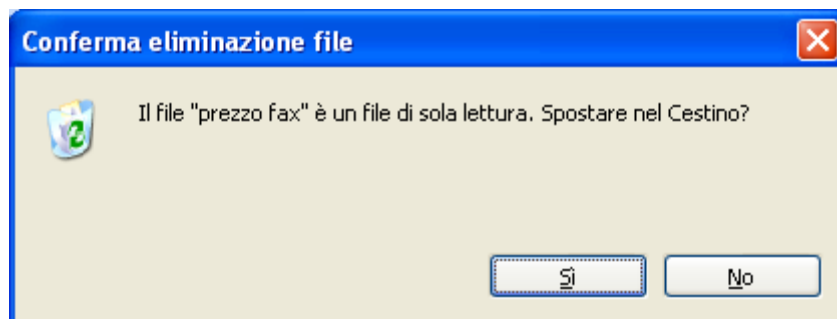 Conferma eliminazione file
Il file "prezzo fax" è un file di sola lettura. Spostare nel Cestino?
Sì
No